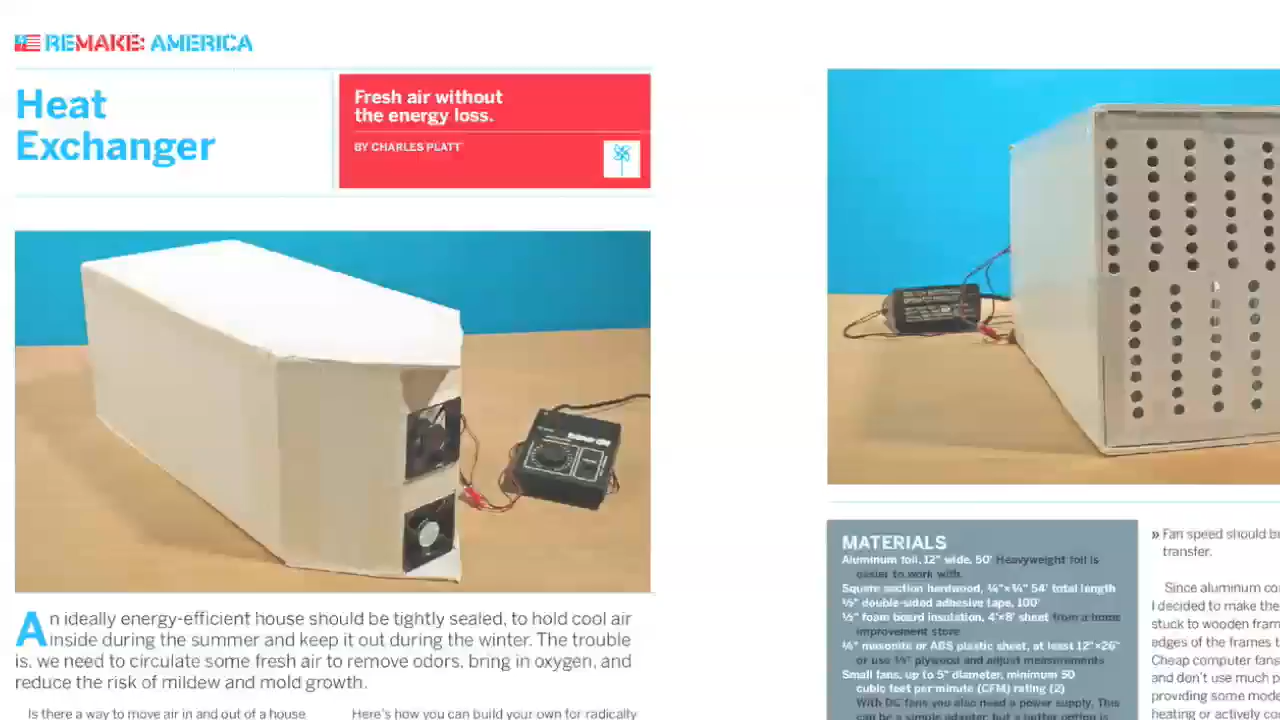 REMAKE: AMERICA
Heat
Exchanger
Fresh air without
the energy loss.
BY CHARLES PLATT
An ideally energy-efficient house should be tightly sealed, to hold cool air
inside during the summer and keep it out during the winter. The trouble
is, we need to circulate some fresh air to remove odors, bring in oxygen, and
reduce the risk of mildew and mold growth.
Is there a way to move air in and out of a house
Here's how you can build your own for radically
MATERIALS
Aluminum foil, 12" wide, 50' Heavyweight foil is
easier to work with.
Square section hardwood, ¼"×¼" 54' total length
½" double-sided adhesive tape, 100'
½" foam board insulation, 4'×8' sheet from a home
improvement store
masonite or ABS plastic sheet, at least 12"×26"
or use plywood and adjust measurements
Small fans, up to 5" diameter, minimum 50
cubic feet per minute (CFM) rating (2)
With DC fans you also need a power supply. This
can be a simple adapter, but a better option is
» Fan speed should b
transfer.
Since aluminum co
I decided to make the
stuck to wooden fram
edges of the frames t
Cheap computer fans
and don't use much p
providing some mode
heating or actively co